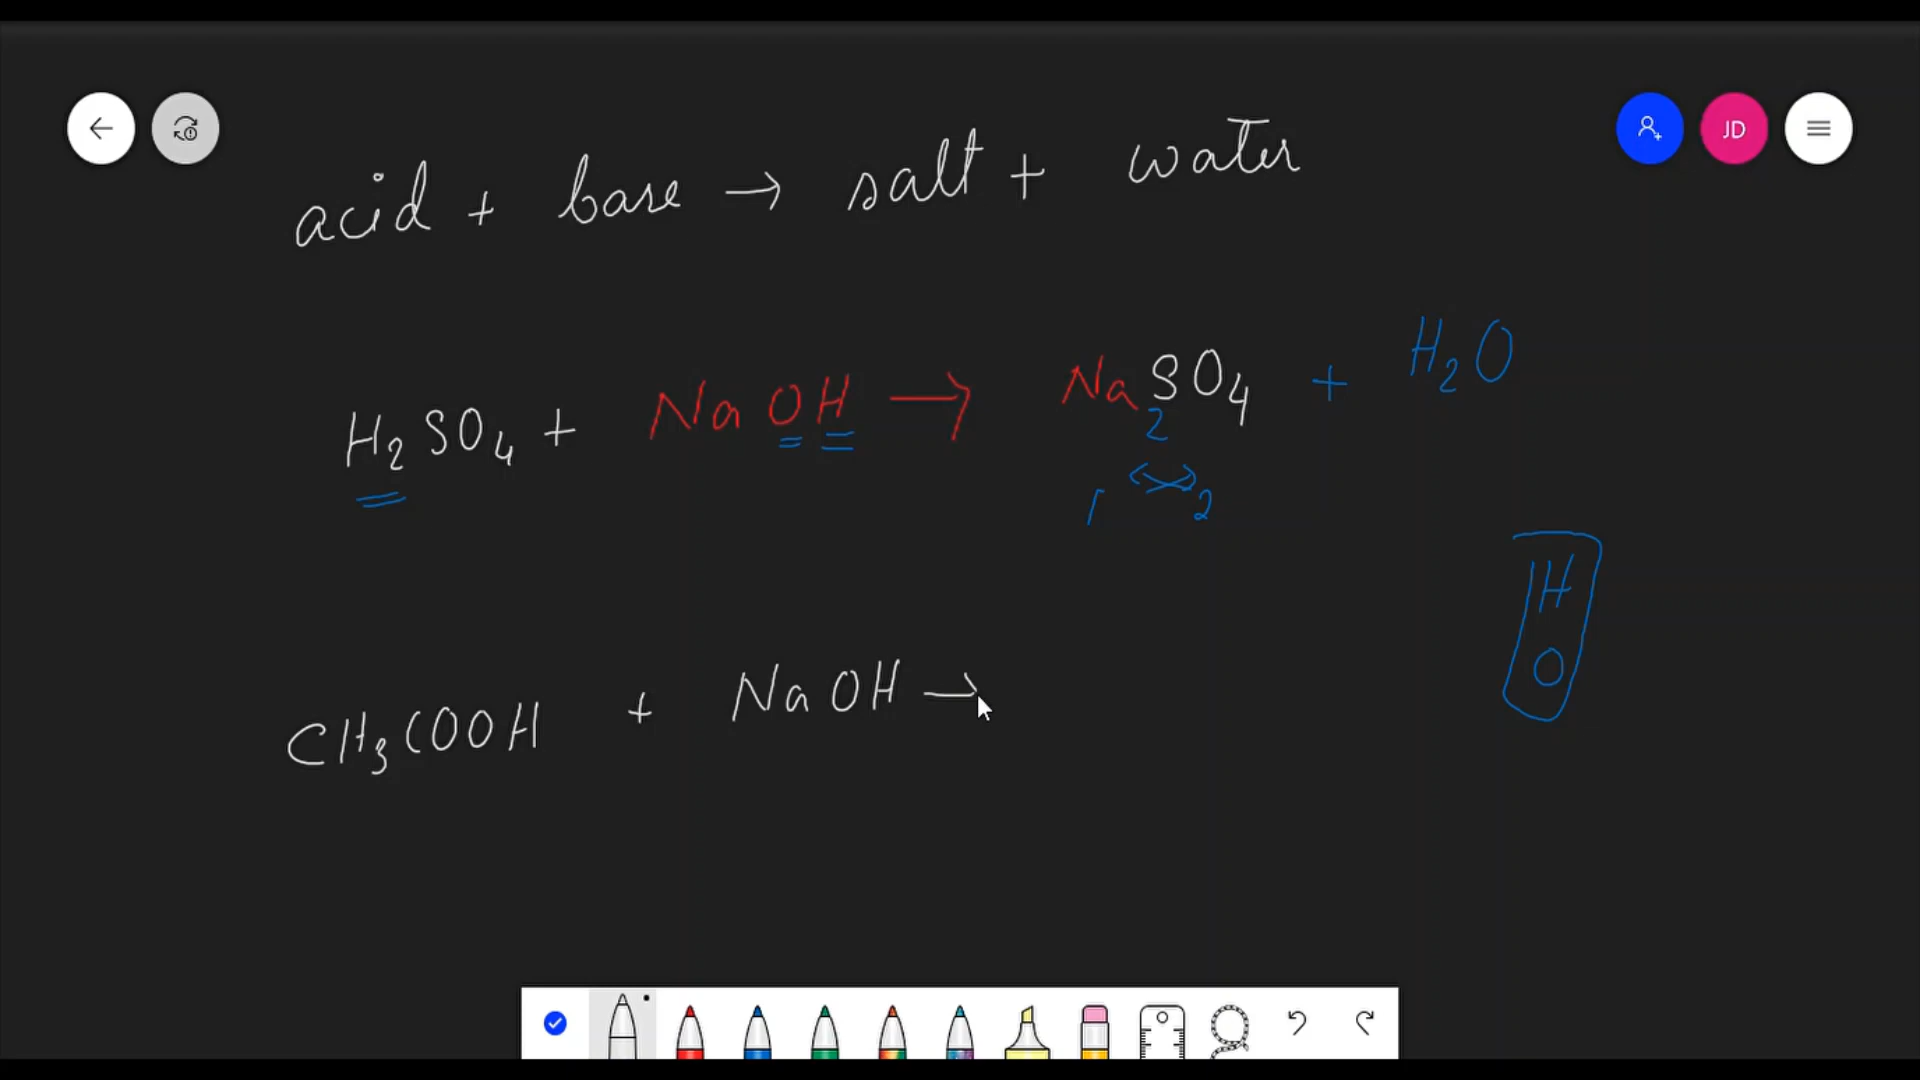 JD
acid + base → salt + water
H₂SO₄ + NaOH → Na₂SO₄ + H₂O
1 2
H
O
CH₃COOH + NaOH →